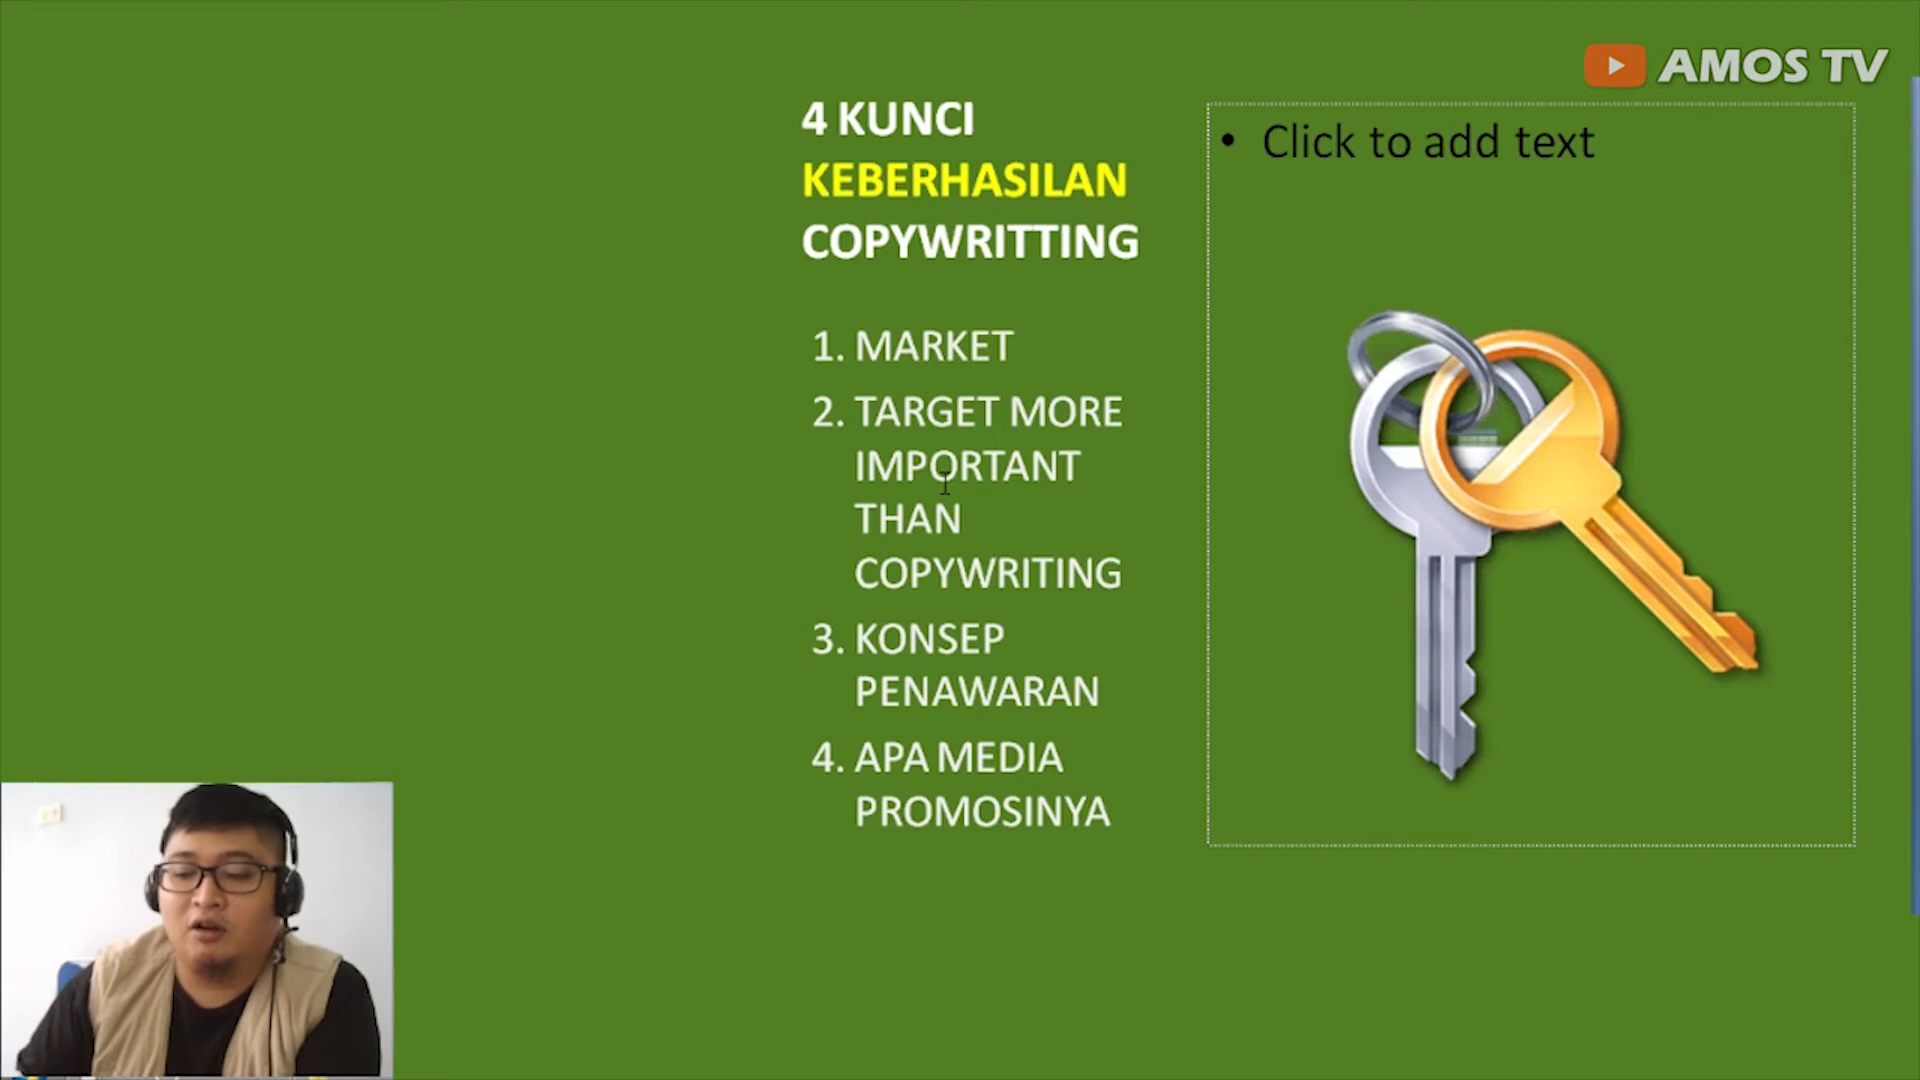 AMOS TV
4 KUNCI
KEBERHASILAN
COPYWRITTING
• Click to add text
1. MARKET
2. TARGET MORE
IMPORTANT
THAN
COPYWRITING
3. KONSEP
PENAWARAN
4. APA MEDIA
PROMOSINYA